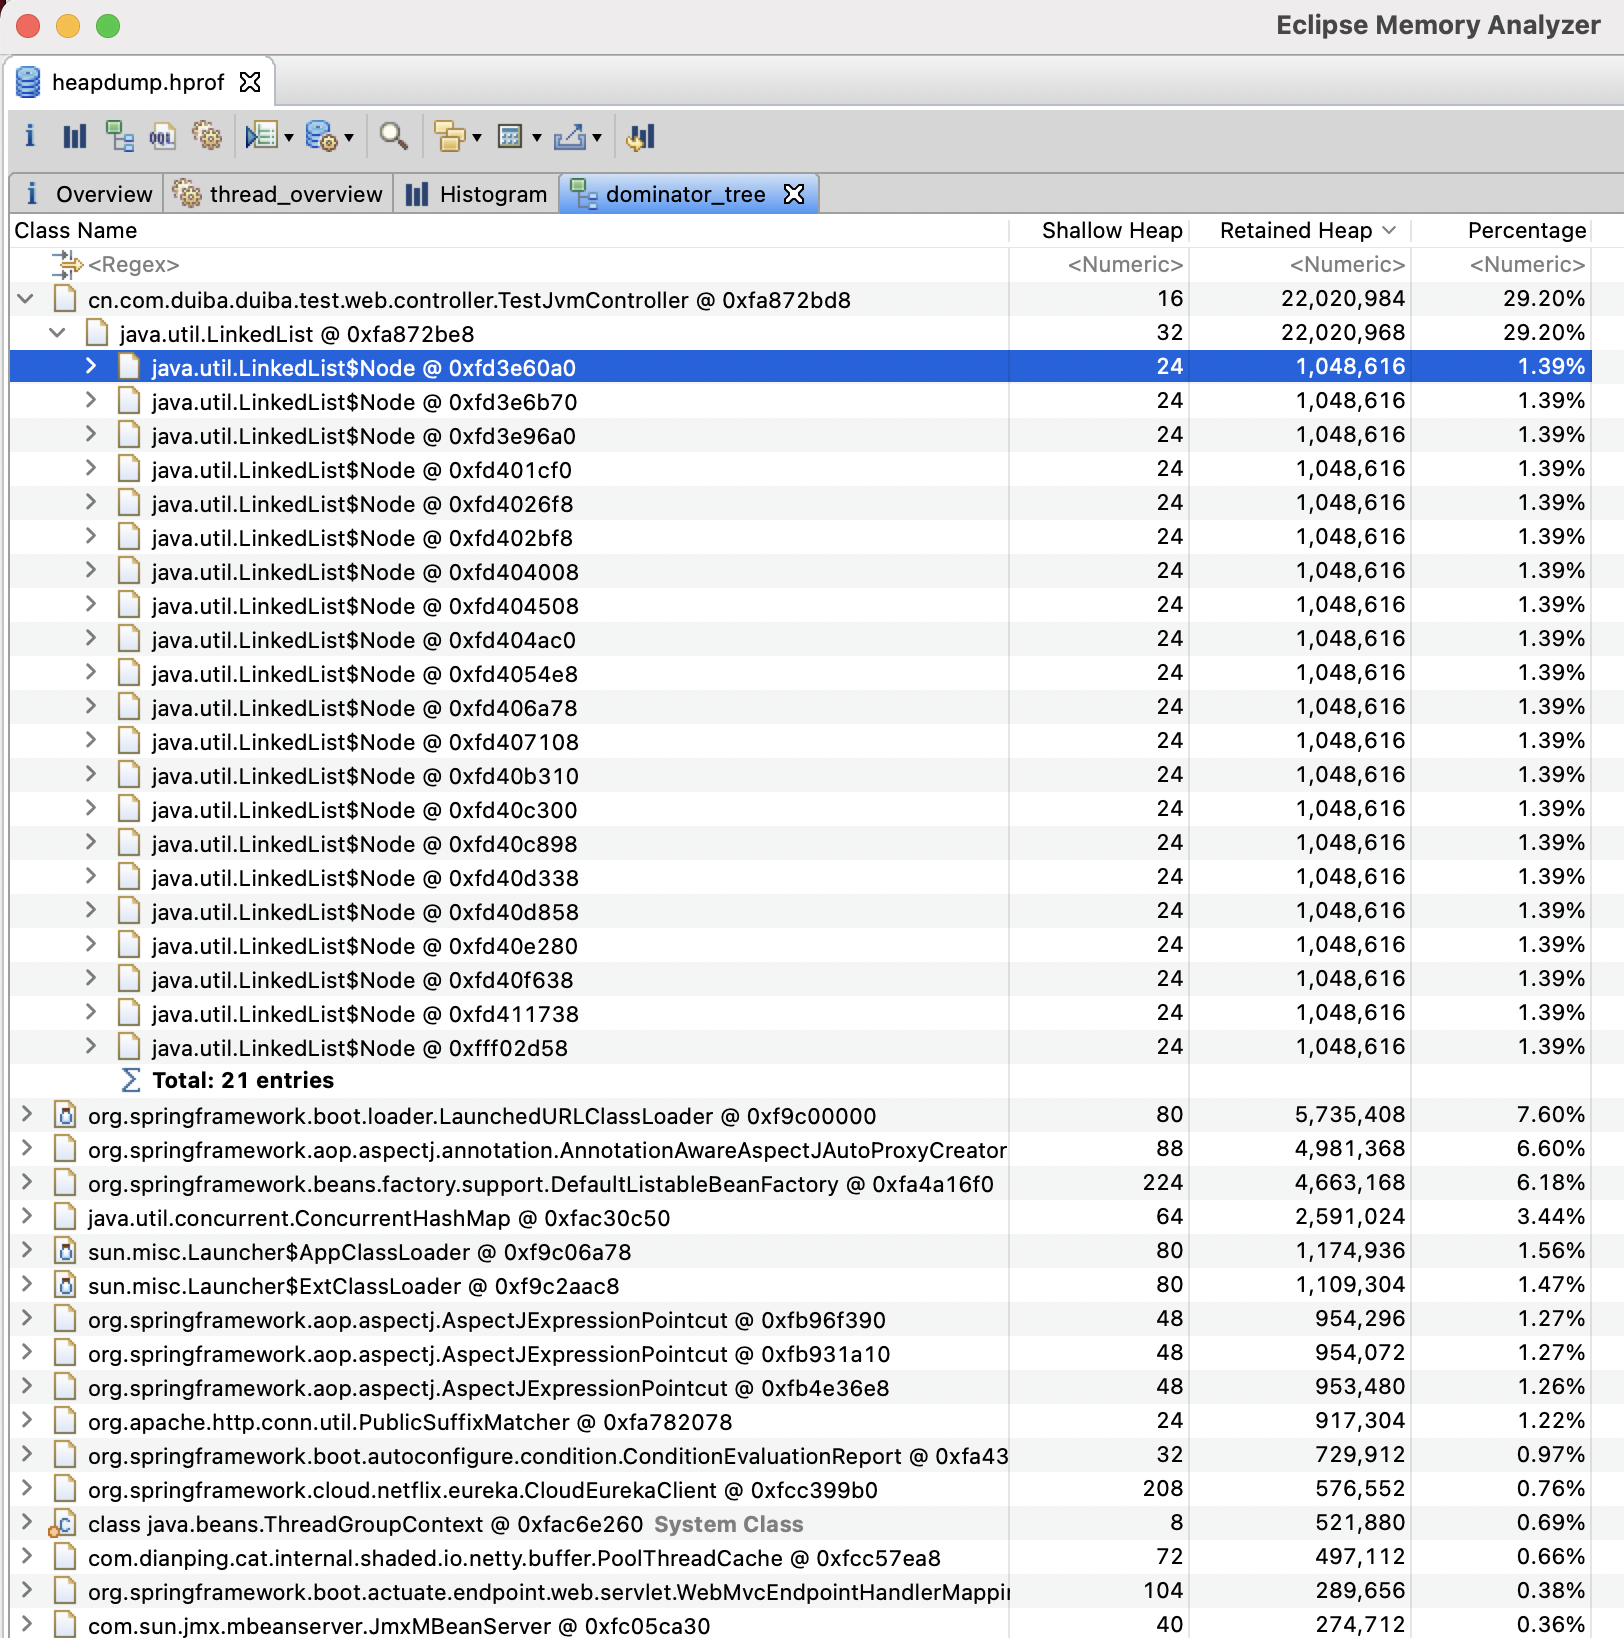 Eclipse Memory Analyzer
heapdump.hprof
i OQL
i Overview thread_overview Histogram dominator_tree
Class Name Shallow Heap Retained Heap Percentage
<Regex> <Numeric> <Numeric> <Numeric>
cn.com.duiba.duiba.test.web.controller.TestJvmController @ 0xfa872bd8 16 22,020,984 29.20%
java.util.LinkedList @ 0xfa872be8 32 22,020,968 29.20%
java.util.LinkedList$Node @ 0xfd3e60a0 24 1,048,616 1.39%
java.util.LinkedList$Node @ 0xfd3e6b70 24 1,048,616 1.39%
java.util.LinkedList$Node @ 0xfd3e96a0 24 1,048,616 1.39%
java.util.LinkedList$Node @ 0xfd401cf0 24 1,048,616 1.39%
java.util.LinkedList$Node @ 0xfd4026f8 24 1,048,616 1.39%
java.util.LinkedList$Node @ 0xfd402bf8 24 1,048,616 1.39%
java.util.LinkedList$Node @ 0xfd404008 24 1,048,616 1.39%
java.util.LinkedList$Node @ 0xfd404508 24 1,048,616 1.39%
java.util.LinkedList$Node @ 0xfd404ac0 24 1,048,616 1.39%
java.util.LinkedList$Node @ 0xfd4054e8 24 1,048,616 1.39%
java.util.LinkedList$Node @ 0xfd406a78 24 1,048,616 1.39%
java.util.LinkedList$Node @ 0xfd407108 24 1,048,616 1.39%
java.util.LinkedList$Node @ 0xfd40b310 24 1,048,616 1.39%
java.util.LinkedList$Node @ 0xfd40c300 24 1,048,616 1.39%
java.util.LinkedList$Node @ 0xfd40c898 24 1,048,616 1.39%
java.util.LinkedList$Node @ 0xfd40d338 24 1,048,616 1.39%
java.util.LinkedList$Node @ 0xfd40d858 24 1,048,616 1.39%
java.util.LinkedList$Node @ 0xfd40e280 24 1,048,616 1.39%
java.util.LinkedList$Node @ 0xfd40f638 24 1,048,616 1.39%
java.util.LinkedList$Node @ 0xfd411738 24 1,048,616 1.39%
java.util.LinkedList$Node @ 0xfff02d58 24 1,048,616 1.39%
Total: 21 entries
org.springframework.boot.loader.LaunchedURLClassLoader @ 0xf9c00000 80 5,735,408 7.60%
org.springframework.aop.aspectj.annotation.AnnotationAwareAspectJAutoProxyCreator 88 4,981,368 6.60%
org.springframework.beans.factory.support.DefaultListableBeanFactory @ 0xfa4a16f0 224 4,663,168 6.18%
java.util.concurrent.ConcurrentHashMap @ 0xfac30c50 64 2,591,024 3.44%
sun.misc.Launcher$AppClassLoader @ 0xf9c06a78 80 1,174,936 1.56%
sun.misc.Launcher$ExtClassLoader @ 0xf9c2aac8 80 1,109,304 1.47%
org.springframework.aop.aspectj.AspectJExpressionPointcut @ 0xfb96f390 48 954,296 1.27%
org.springframework.aop.aspectj.AspectJExpressionPointcut @ 0xfb931a10 48 954,072 1.27%
org.springframework.aop.aspectj.AspectJExpressionPointcut @ 0xfb4e36e8 48 953,480 1.26%
org.apache.http.conn.util.PublicSuffixMatcher @ 0xfa782078 24 917,304 1.22%
org.springframework.boot.autoconfigure.condition.ConditionEvaluationReport @ 0xfa43 32 729,912 0.97%
org.springframework.cloud.netflix.eureka.CloudEurekaClient @ 0xfcc399b0 208 576,552 0.76%
class java.beans.ThreadGroupContext @ 0xfac6e260 System Class 8 521,880 0.69%
com.dianping.cat.internal.shaded.io.netty.buffer.PoolThreadCache @ 0xfcc57ea8 72 497,112 0.66%
org.springframework.boot.actuate.endpoint.web.servlet.WebMvcEndpointHandlerMappi 104 289,656 0.38%
com.sun.jmx.mbeanserver.JmxMBeanServer @ 0xfc05ca30 40 274,712 0.36%